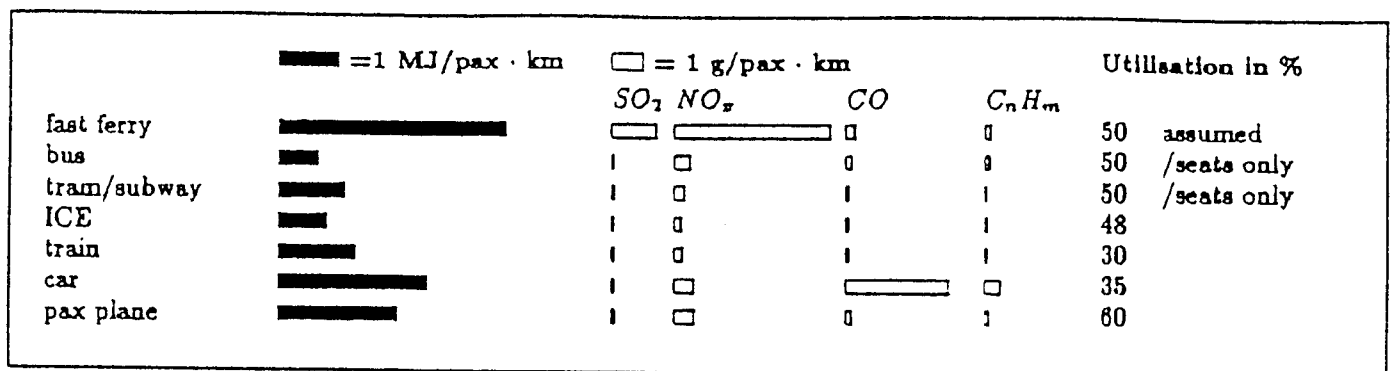 =1 MJ/pax · km = 1 g/pax · km Utilisation in %
SO₂ NOₓ CO CₙHₘ
fast ferry 50 assumed
bus 50 /seats only
tram/subway 50 /seats only
ICE 48
train 30
car 35
pax plane 60